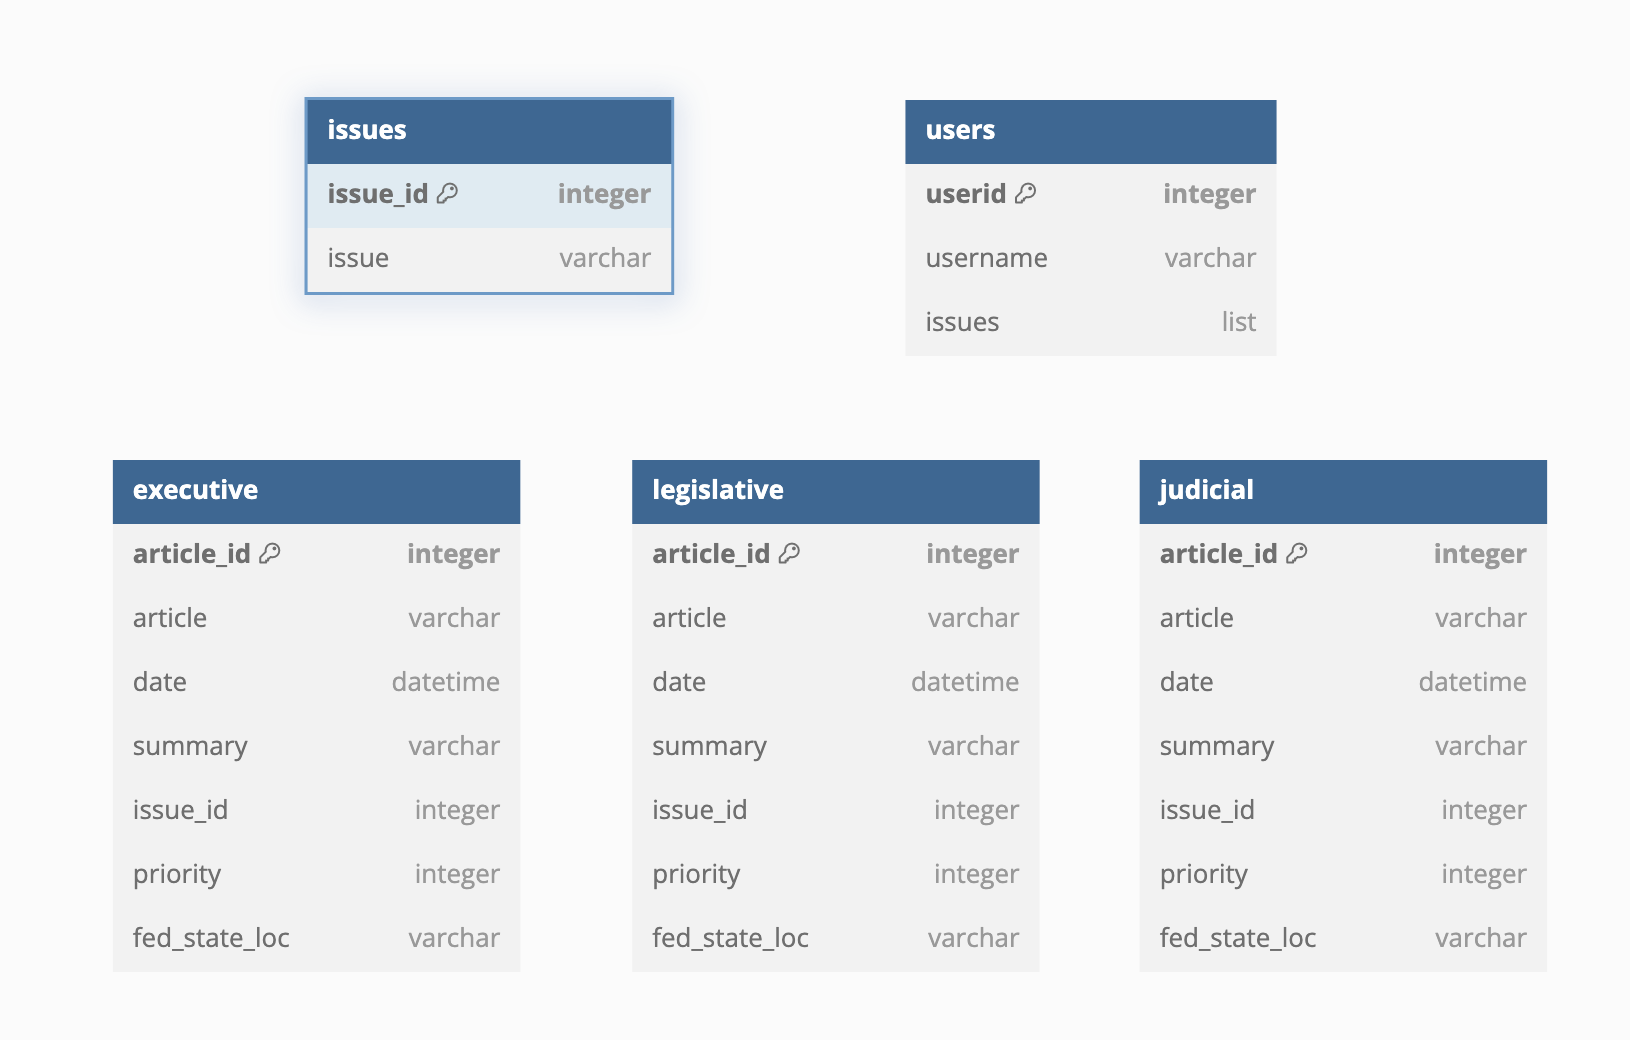 issues
issue_id integer
issue varchar
users
userid integer
username varchar
issues list
executive
article_id integer
article varchar
date datetime
summary varchar
issue_id integer
priority integer
fed_state_loc varchar
legislative
article_id integer
article varchar
date datetime
summary varchar
issue_id integer
priority integer
fed_state_loc varchar
judicial
article_id integer
article varchar
date datetime
summary varchar
issue_id integer
priority integer
fed_state_loc varchar